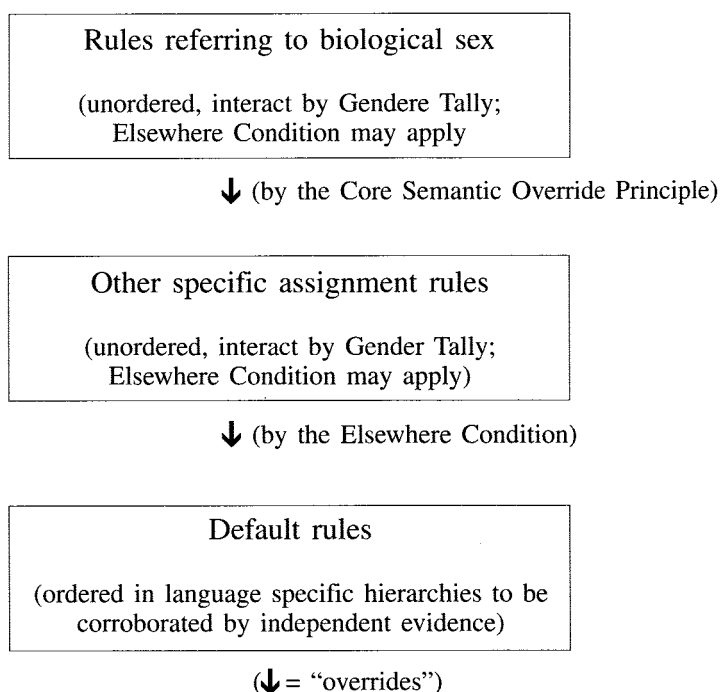 Rules referring to biological sex
(unordered, interact by Gendere Tally;
Elsewhere Condition may apply
↓ (by the Core Semantic Override Principle)
Other specific assignment rules
(unordered, interact by Gender Tally;
Elsewhere Condition may apply)
↓ (by the Elsewhere Condition)
Default rules
(ordered in language specific hierarchies to be
corroborated by independent evidence)
(↓ = “overrides”)